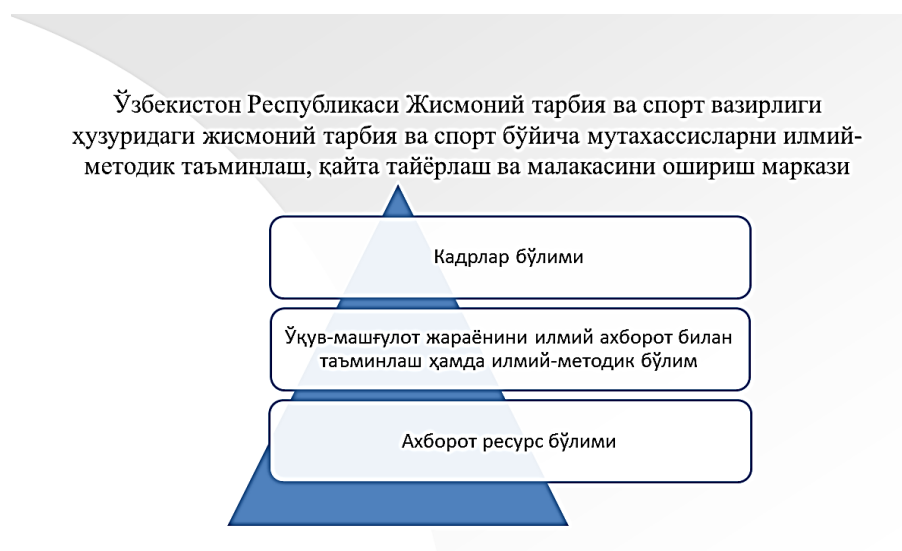 Ўзбекистон Республикаси Жисмоний тарбия ва спорт вазирлиги
ҳузуридаги жисмоний тарбия ва спорт бўйича мутахассисларни илмий-
методик таъминлаш, қайта тайёрлаш ва малакасини ошириш маркази
Кадрлар бўлими
Ўқув-машғулот жараёнини илмий ахборот билан
таъминлаш ҳамда илмий-методик бўлим
Ахборот ресурс бўлими